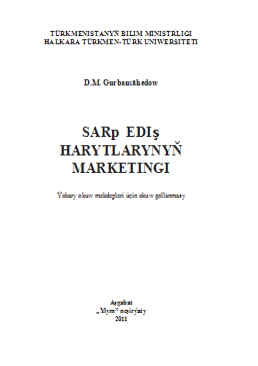 TÜRKMENISTANYŇ BILIM MINISTRLIGI
HALKARA TÜRKMEN-TÜRK UNIWERSITETI
D.M. Gurbansähedow
SARp EDIş
HARYTLARYNYŇ
MARKETINGI
Ýokary okuw mekdepleri üçin okuw gollanmasy
Aşgabat
„Ylym” neşirýaty
2011